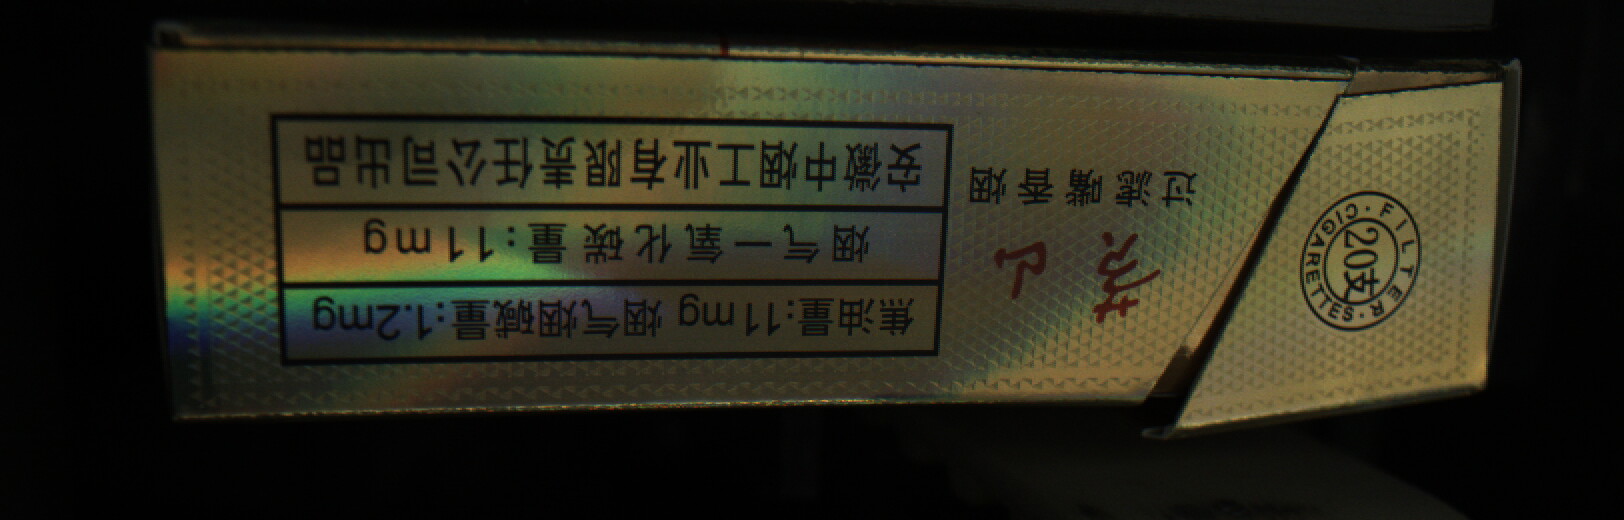 FILTER · CIGARETTES ·
20支
黄山
过滤嘴香烟
焦油量:11mg 烟气烟碱量:1.2mg
烟气一氧化碳量:11mg
安徽中烟工业有限责任公司出品